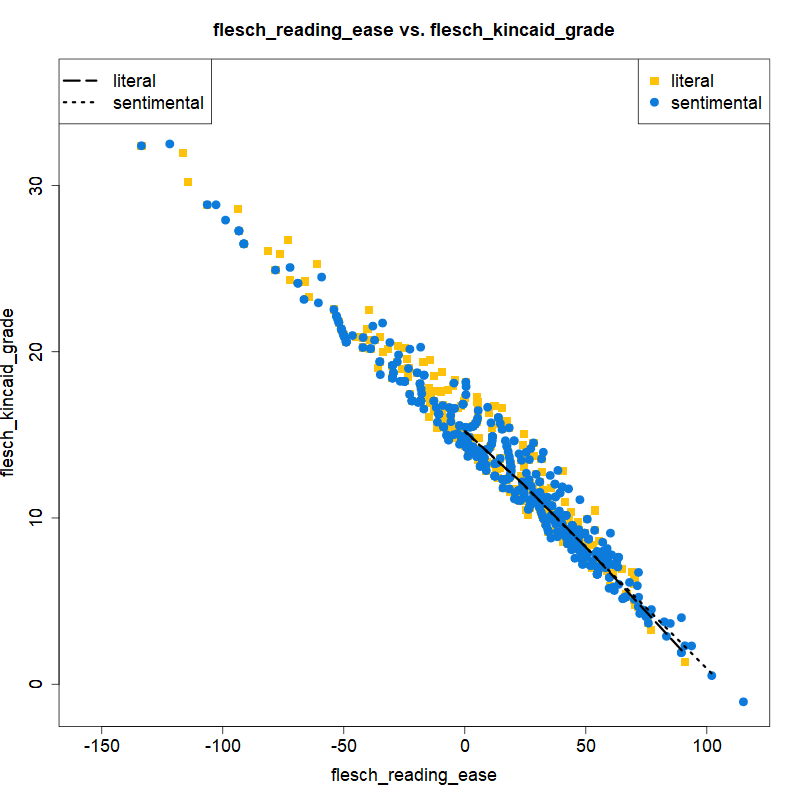 flesch_reading_ease vs. flesch_kincaid_grade
literal
sentimental
literal
sentimental
flesch_kincaid_grade
30
20
10
0
-150
-100
-50
0
50
100
flesch_reading_ease